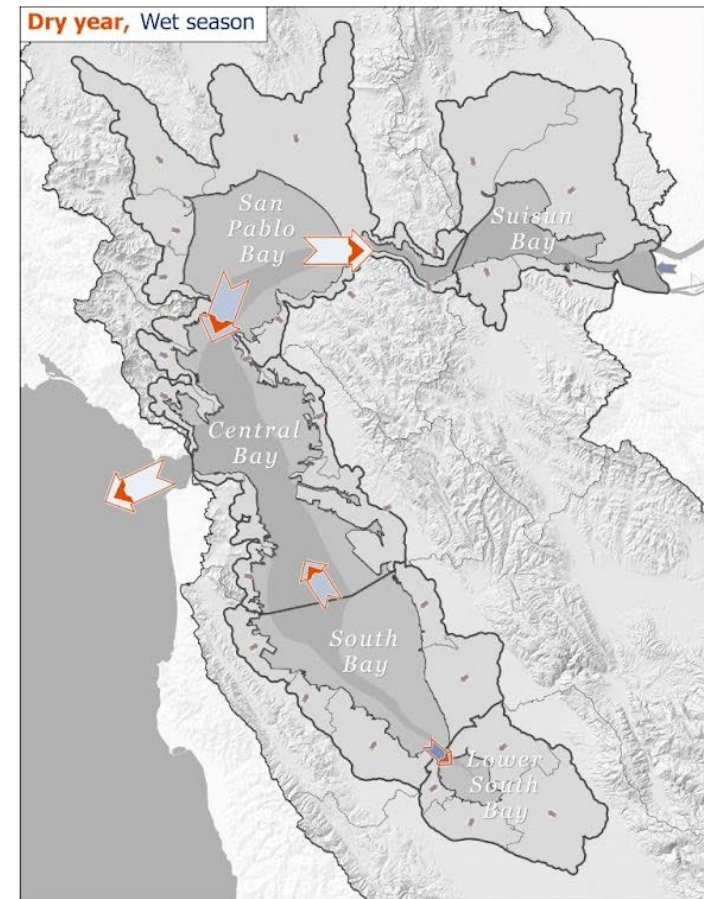 Dry year, Wet season
San
Pablo
Bay
Suisun
Bay
Central
Bay
South
Bay
Lower
South
Bay